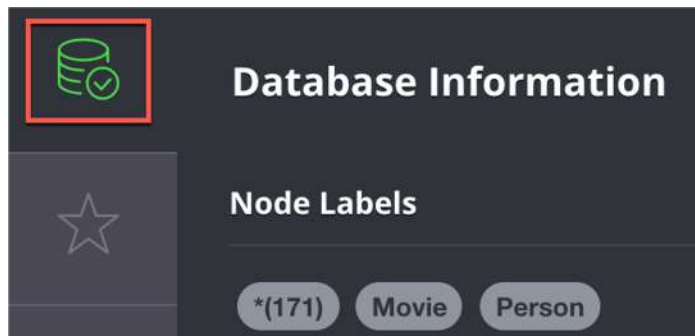 Database Information
Node Labels
*(171) Movie Person